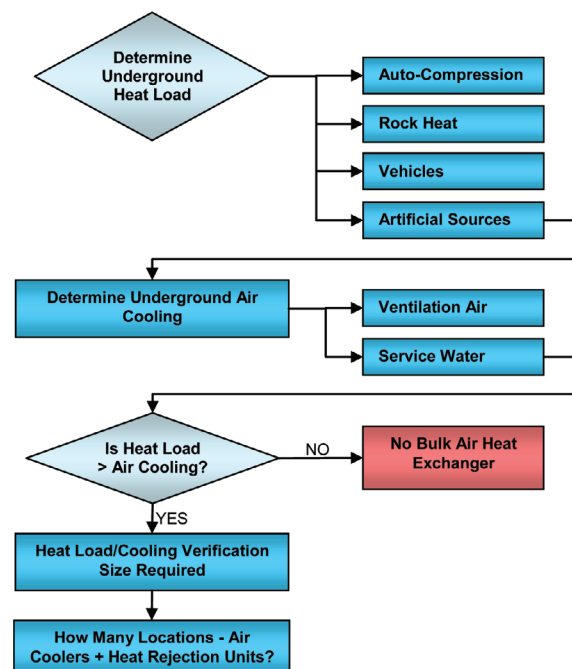 Determine
Underground
Heat Load
Auto-Compression
Rock Heat
Vehicles
Artificial Sources
Determine Underground Air
Cooling
Ventilation Air
Service Water
Is Heat Load
> Air Cooling?
NO
No Bulk Air Heat
Exchanger
YES
Heat Load/Cooling Verification
Size Required
How Many Locations - Air
Coolers + Heat Rejection Units?